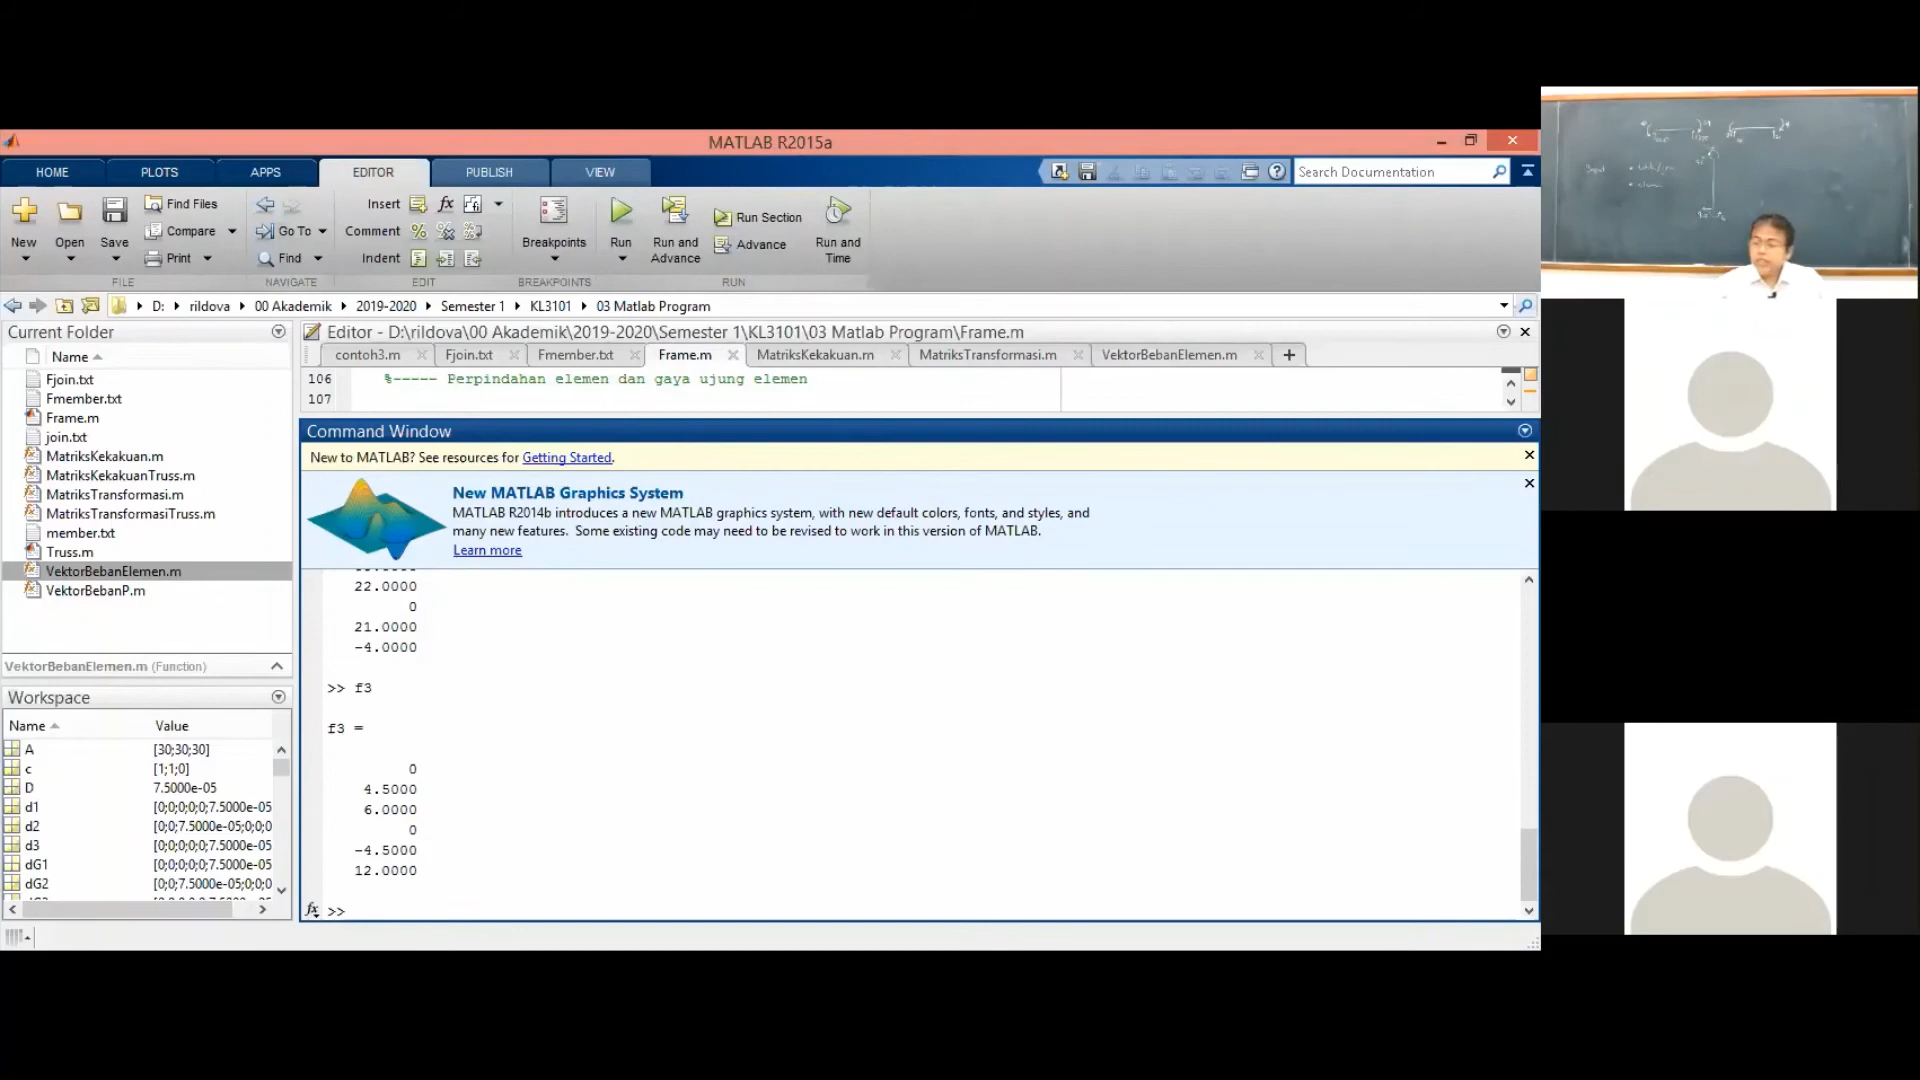 MATLAB R2015a
HOME PLOTS APPS EDITOR PUBLISH VIEW
Search Documentation
New Open Save
Find Files
Compare
Print
FILE
Go To
Find
NAVIGATE
Insert
Comment
Indent
EDIT
Breakpoints
BREAKPOINTS
Run
Run and Advance
Run Section
Advance
Run and Time
RUN
D: rildova 00 Akademik 2019-2020 Semester 1 KL3101 03 Matlab Program
Current Folder
Name
Fjoin.txt
Fmember.txt
Frame.m
join.txt
MatriksKekakuan.m
MatriksKekakuanTruss.m
MatriksTransformasi.m
MatriksTransformasiTruss.m
member.txt
Truss.m
VektorBebanElemen.m
VektorBebanP.m
VektorBebanElemen.m (Function)
Workspace
Name Value
A [30;30;30]
c [1;1;0]
D 7.5000e-05
d1 [0;0;0;0;0;7.5000e-05
d2 [0;0;7.5000e-05;0;0;0
d3 [0;0;0;0;0;7.5000e-05
dG1 [0;0;0;0;0;7.5000e-05
dG2 [0;0;7.5000e-05;0;0;0
Editor - D:\rildova\00 Akademik\2019-2020\Semester 1\KL3101\03 Matlab Program\Frame.m
contoh3.m Fjoin.txt Fmember.txt Frame.m MatriksKekakuan.m MatriksTransformasi.m VektorBebanElemen.m
106 %----- Perpindahan elemen dan gaya ujung elemen
107
Command Window
New to MATLAB? See resources for Getting Started.
New MATLAB Graphics System
MATLAB R2014b introduces a new MATLAB graphics system, with new default colors, fonts, and styles, and
many new features. Some existing code may need to be revised to work in this version of MATLAB.
Learn more
22.0000
0
21.0000
-4.0000
>> f3
f3 =
0
4.5000
6.0000
0
-4.5000
12.0000
fx >>